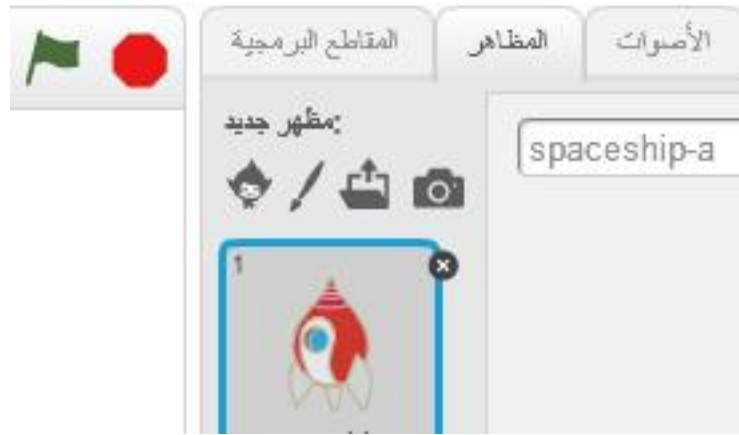 المقاطع البرمجية
المظاهر
الأصوات
مظهر جديد:
spaceship-a
1